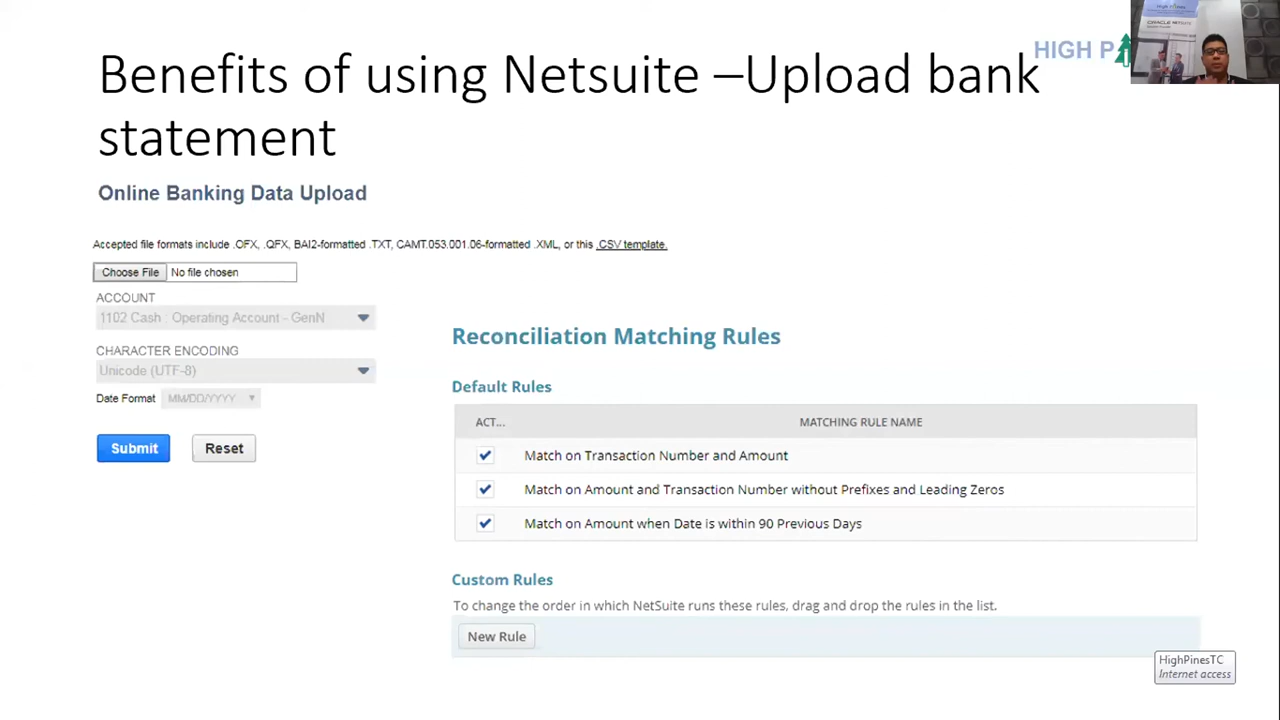 Benefits of using Netsuite –Upload bank
statement
HIGH P
Online Banking Data Upload
Accepted file formats include .OFX, .QFX, BAI2-formatted .TXT, CAMT.053.001.06-formatted .XML, or this .CSV template.
Choose File No file chosen
ACCOUNT
1102 Cash Operating Account - GenN
CHARACTER ENCODING
Unicode (UTF-8)
Date Format MM/DD/YYYY
Submit Reset
Reconciliation Matching Rules
Default Rules
ACT... MATCHING RULE NAME
Match on Transaction Number and Amount
Match on Amount and Transaction Number without Prefixes and Leading Zeros
Match on Amount when Date is within 90 Previous Days
Custom Rules
To change the order in which NetSuite runs these rules, drag and drop the rules in the list.
New Rule
HighPinesTC
Internet access